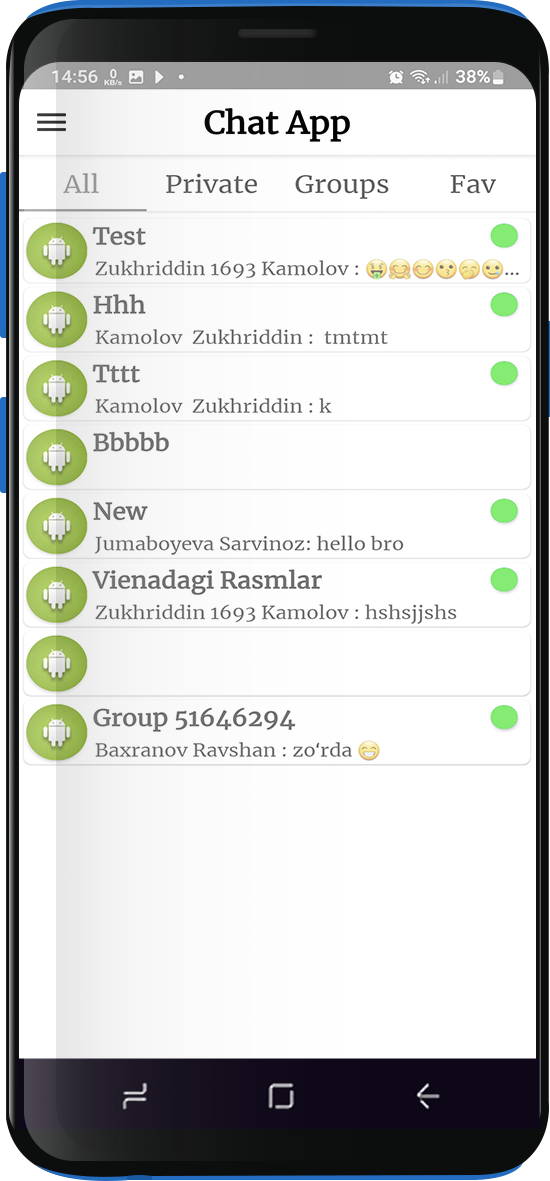 14:56 0 KB/s 38%
Chat App
All Private Groups Fav
Test
Zukhriddin 1693 Kamolov : 🤑🤗😊😗🤭🥲...
Hhh
Kamolov  Zukhriddin :  tmtmt
Tttt
Kamolov  Zukhriddin : k
Bbbbb
New
Jumaboyeva Sarvinoz: hello bro
Vienadagi Rasmlar
Zukhriddin 1693 Kamolov : hshsjjshs
Group 51646294
Baxranov Ravshan : zo‘rda 😁